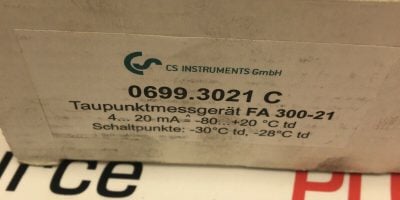 CS INSTRUMENTS GmbH
0699.3021 C
Taupunktmessgerät FA 300-21
4... 20 mA ≙ -80...+20 °C td
Schaltpunkte: -30°C td, -28°C td